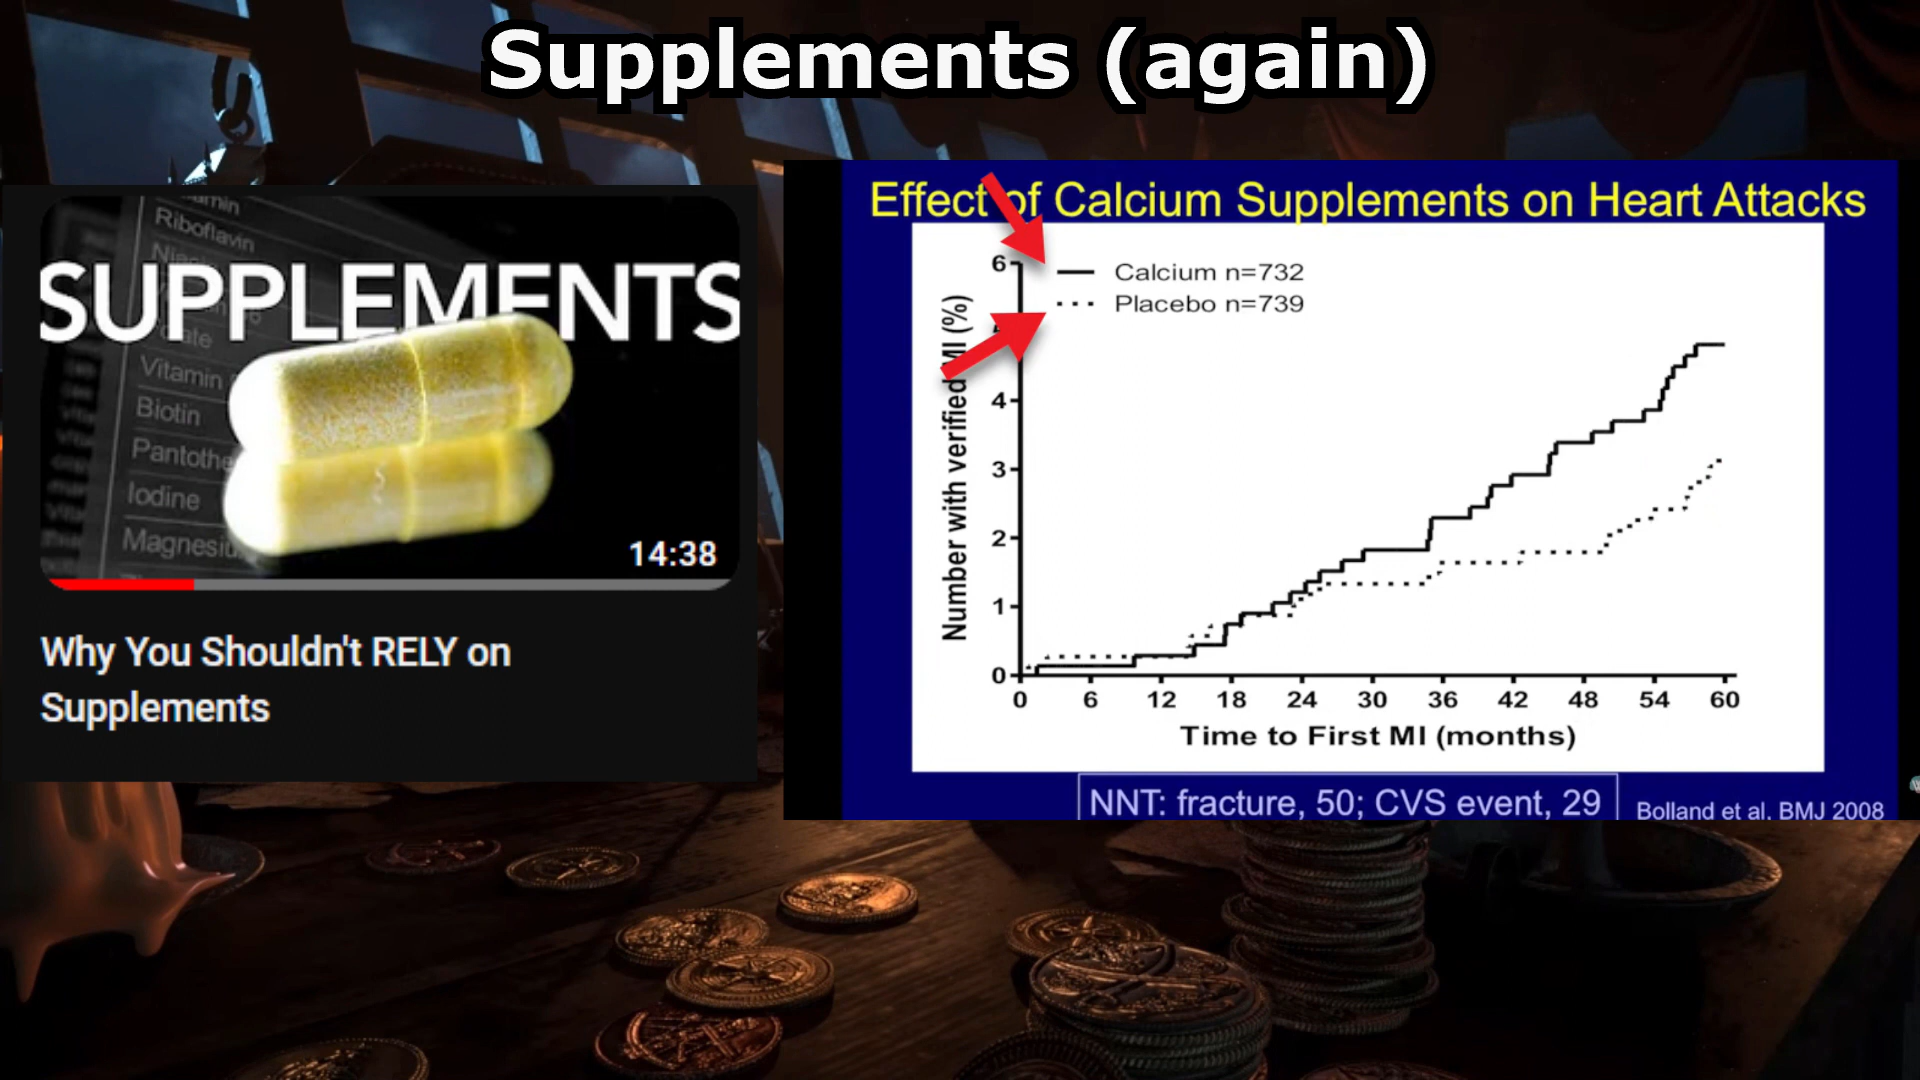 Supplements (again)
Riboflavin
SUPPLEMENTS
Vitamin
Biotin
Iodine
14:38
Why You Shouldn't RELY on
Supplements
Effect of Calcium Supplements on Heart Attacks
Calcium n=732
Placebo n=739
Number with verified MI (%)
6
4
3
2
1
0
0 6 12 18 24 30 36 42 48 54 60
Time to First MI (months)
NNT: fracture, 50; CVS event, 29
Bolland et al. BMJ 2008